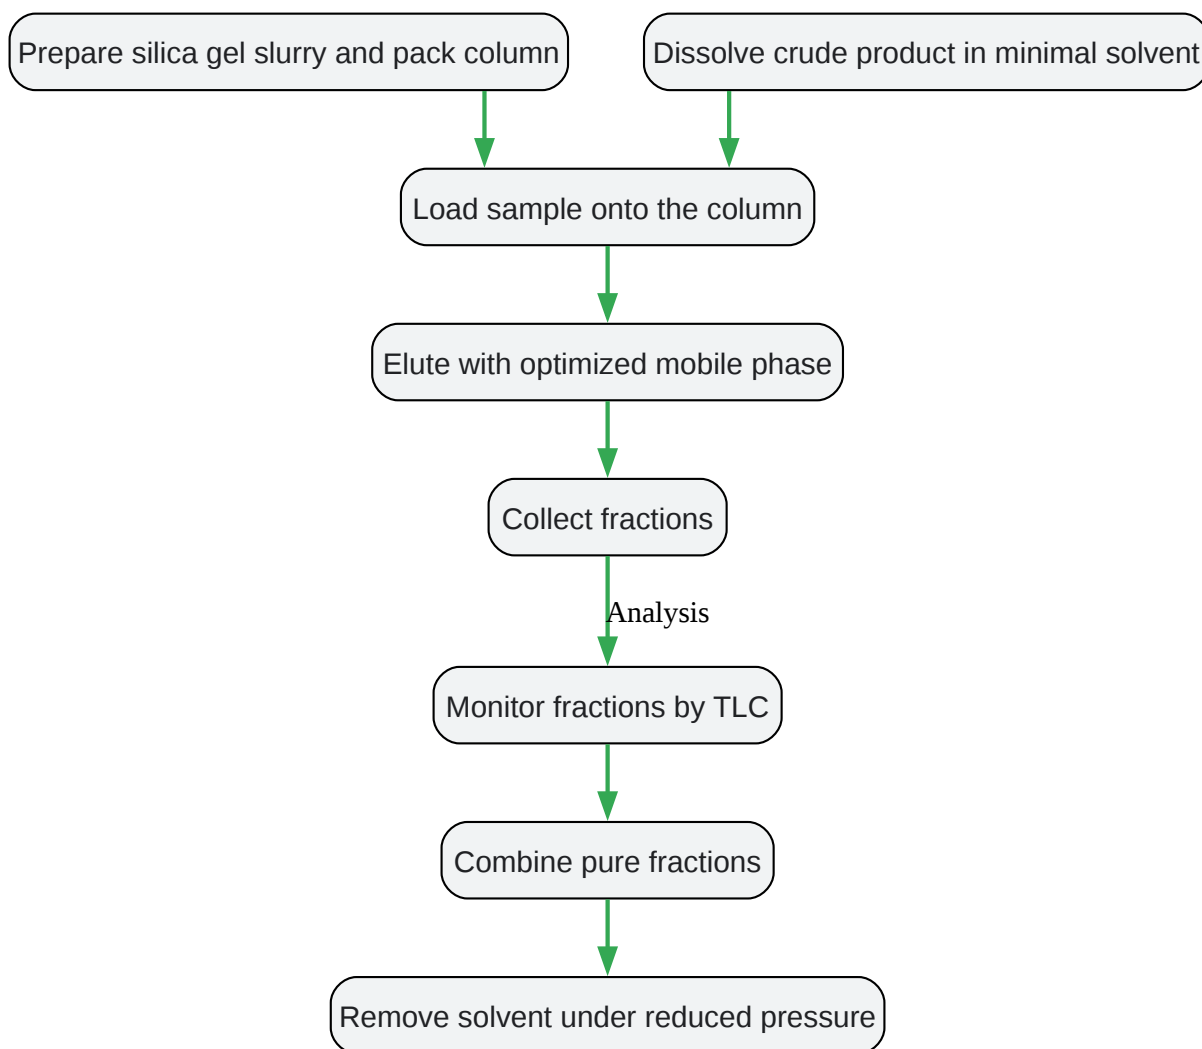 Prepare silica gel slurry and pack column
Dissolve crude product in minimal solvent
Load sample onto the column
Elute with optimized mobile phase
Collect fractions
Analysis
Monitor fractions by TLC
Combine pure fractions
Remove solvent under reduced pressure